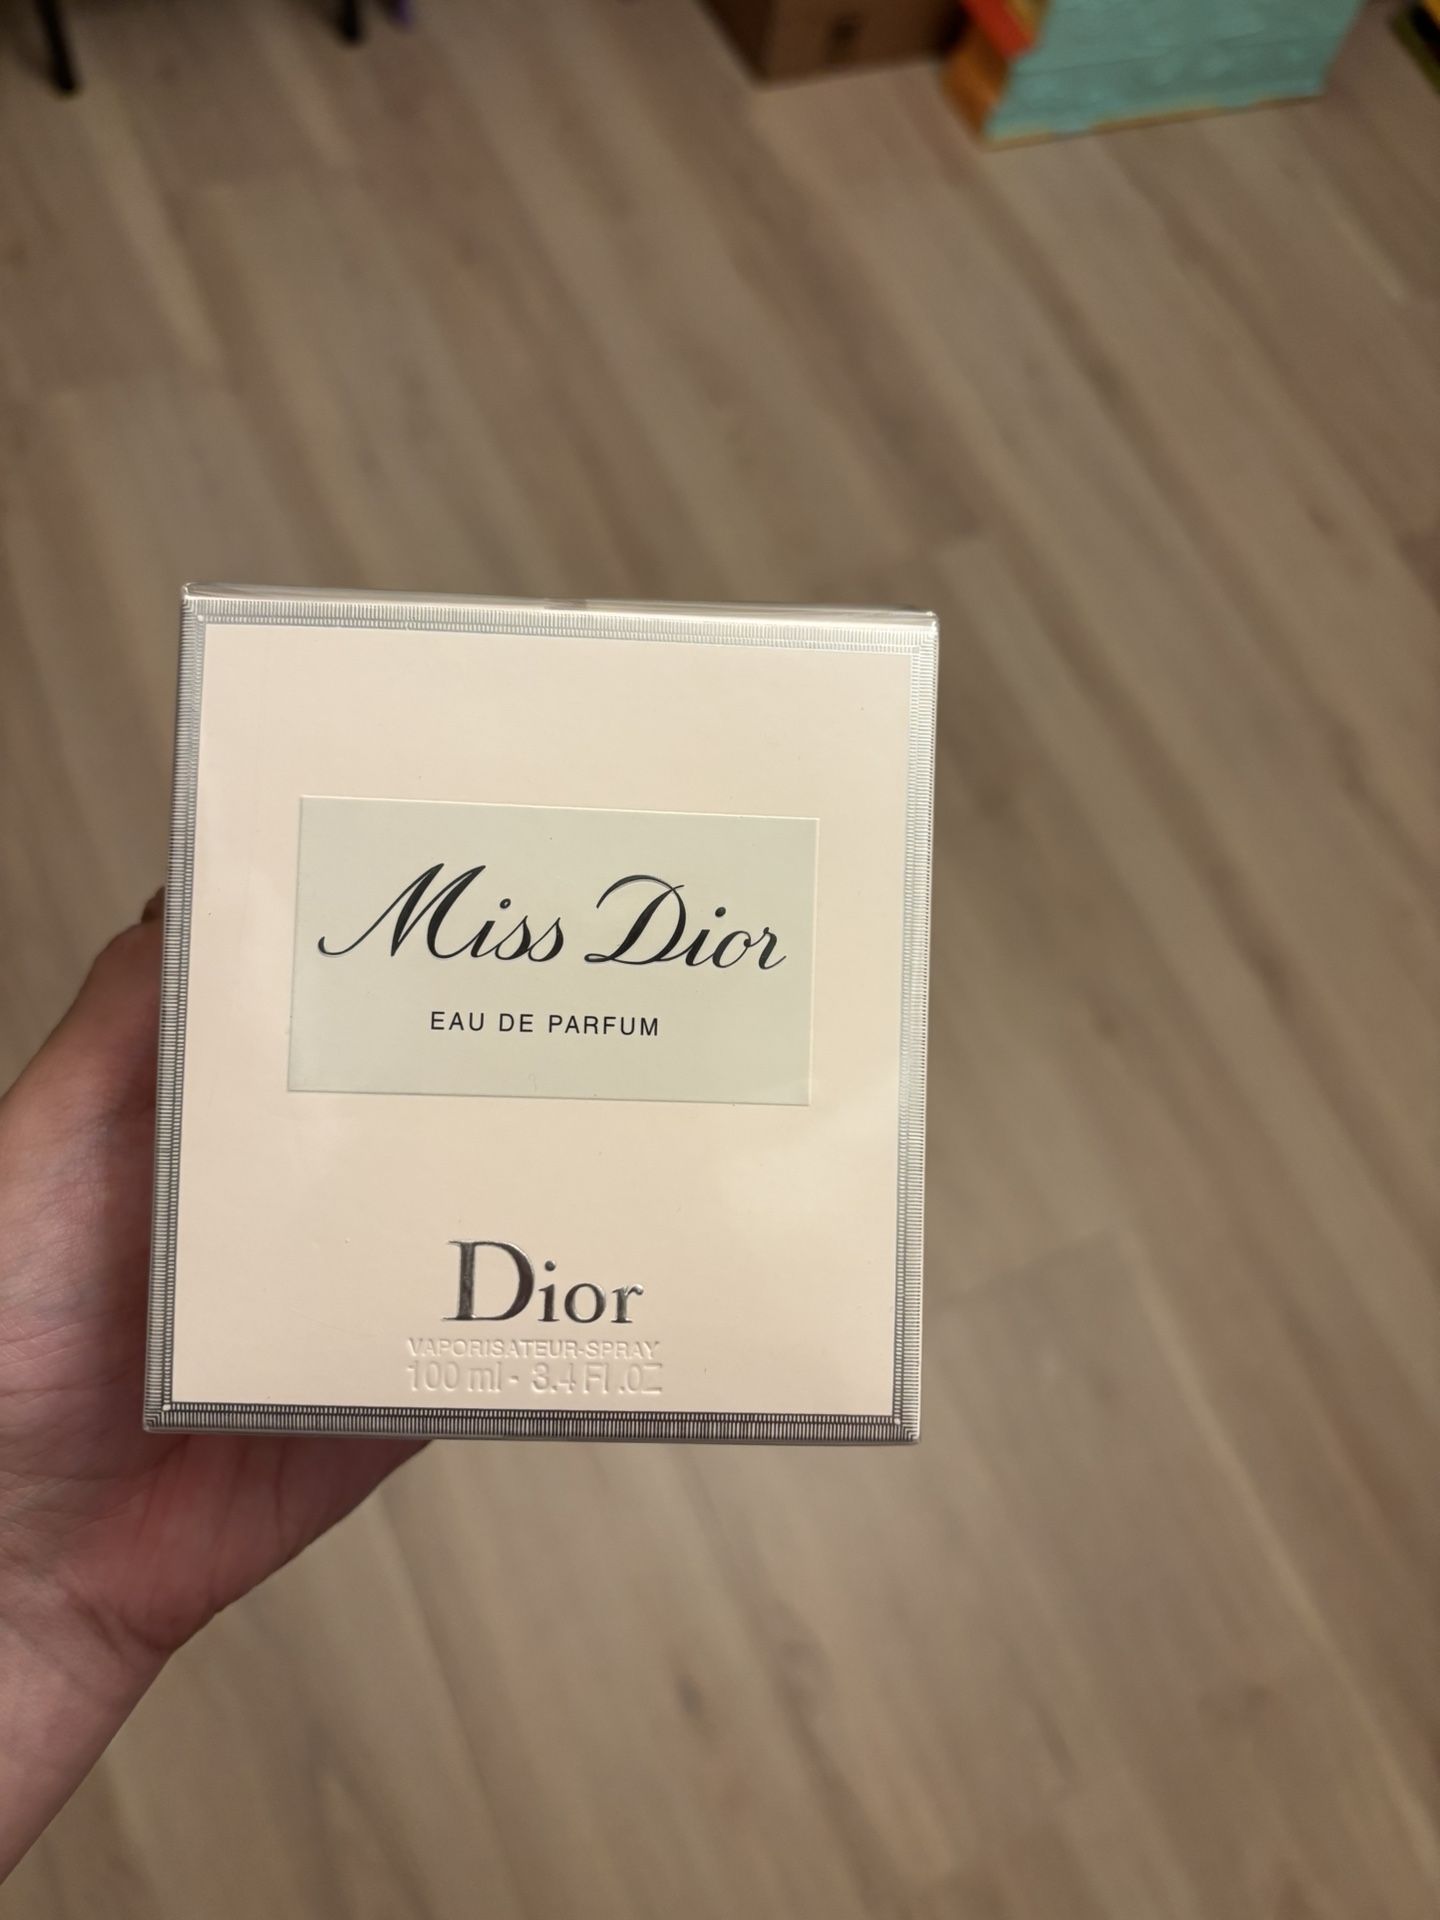 Miss Dior
EAU DE PARFUM
Dior
VAPORISATEUR-SPRAY
100 ml - 3.4 Fl .OZ